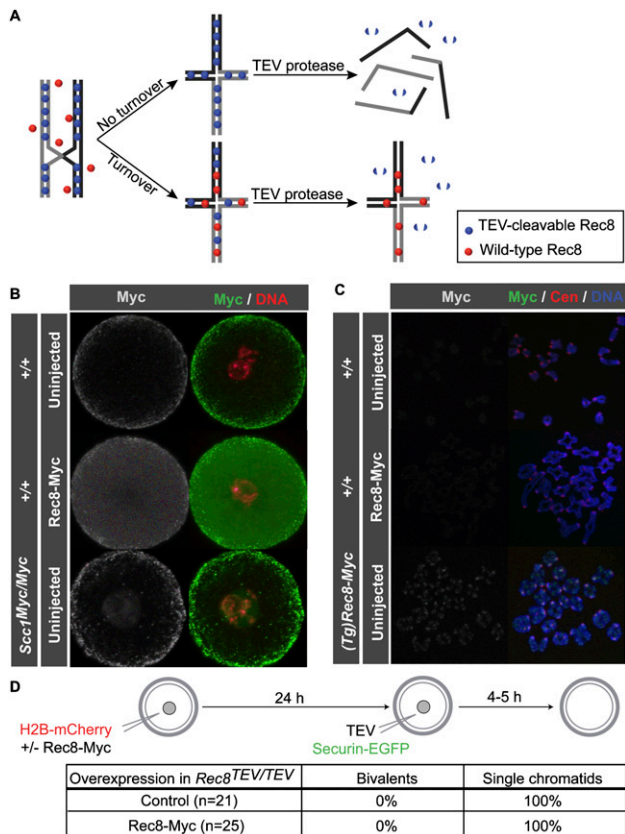 A
No turnover
Turnover
TEV protease
TEV protease
TEV-cleavable Rec8
Wild-type Rec8
B
Myc
Myc / DNA
+/+
Uninjected
+/+
Rec8-Myc
Scc1Myc/Myc
Uninjected
C
Myc
Myc / Cen / DNA
+/+
Uninjected
+/+
Rec8-Myc
(Tg)Rec8-Myc
Uninjected
D
24 h
4-5 h
H2B-mCherry
+/- Rec8-Myc
TEV
Securin-EGFP
Overexpression in Rec8TEV/TEV Bivalents Single chromatids
Control (n=21) 0% 100%
Rec8-Myc (n=25) 0% 100%